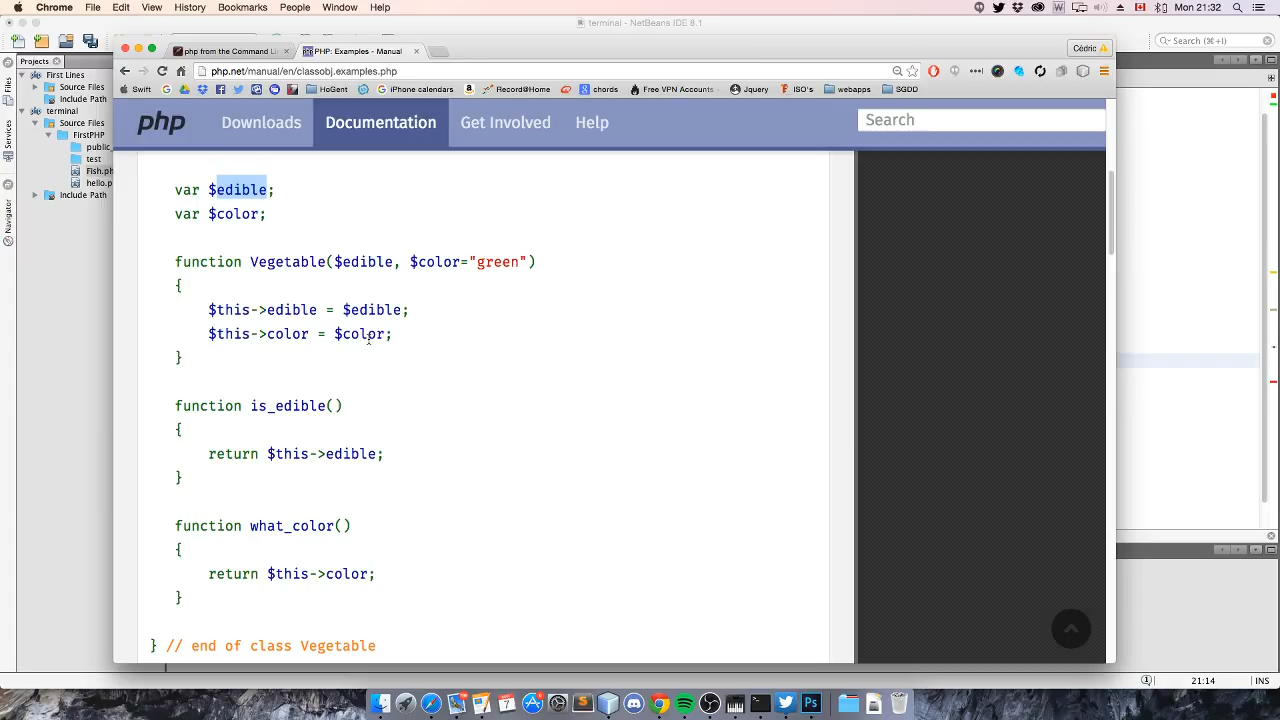 Chrome File Edit View History Bookmarks People Window Help Mon 21:32
terminal - NetBeans IDE 8.1
Search (⌘+I)
Projects
First Lines
Source Files
Include Path
terminal
Source Files
FirstPHP
public_
test
Fish.ph
hello.p
Include Path
Files
Services
Navigator
php from the Command Li
PHP: Examples - Manual
Cédric
php.net/manual/en/classobj.examples.php
Swift HoGent iPhone calendars Record@Home chords Free VPN Accounts Jquery ISO's webapps SGDD
php Downloads Documentation Get Involved Help Search
var $edible;
var $color;
function Vegetable($edible, $color="green")
{
$this->edible = $edible;
$this->color = $color;
}
function is_edible()
{
return $this->edible;
}
function what_color()
{
return $this->color;
}
} // end of class Vegetable
21:14 INS